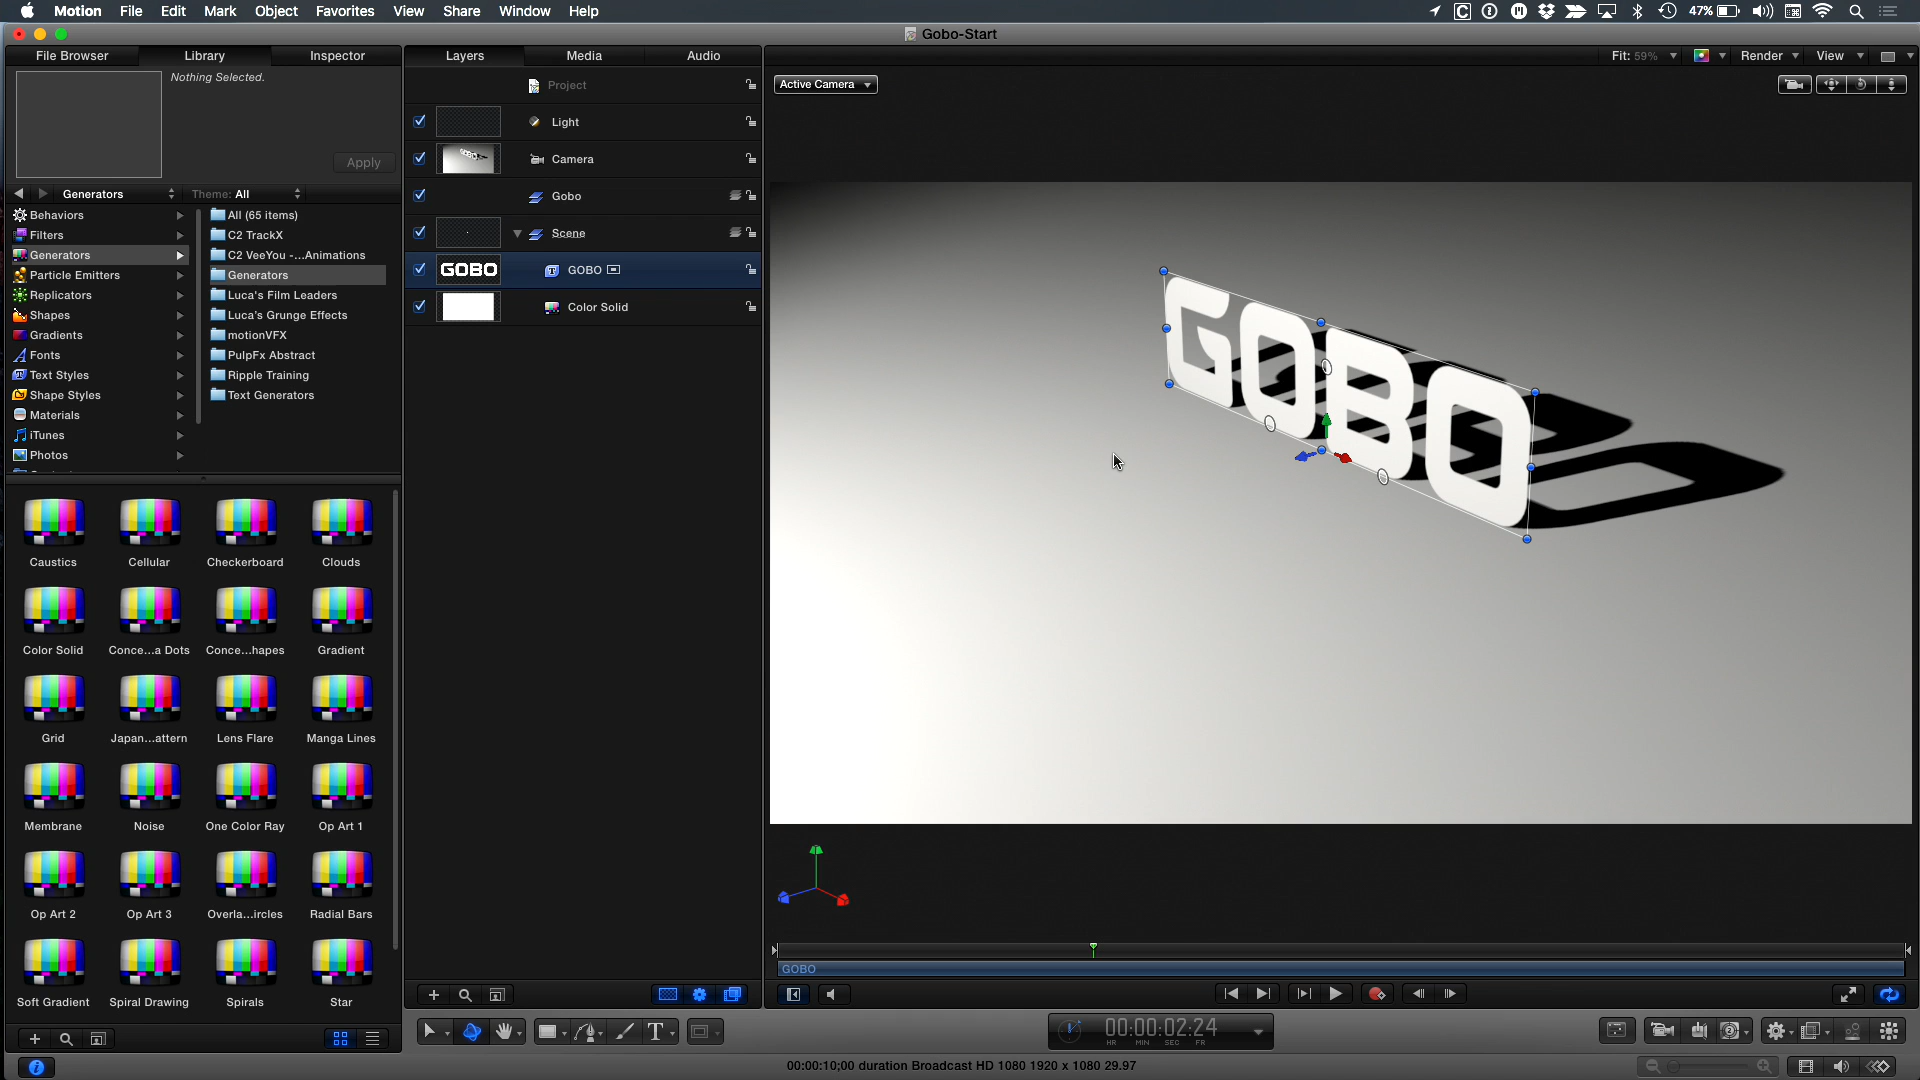 Motion File Edit Mark Object Favorites View Share Window Help 47%
Gobo-Start
File Browser Library Inspector
Layers Media Audio
Fit: 59% Render View
Nothing Selected.
Apply
Active Camera
Project
Light
Camera
Gobo
Scene
GOBO GOBO
Color Solid
Generators Theme: All
Behaviors
Filters
Generators
Particle Emitters
Replicators
Shapes
Gradients
Fonts
Text Styles
Shape Styles
Materials
iTunes
Photos
All (65 items)
C2 TrackX
C2 VeeYou -...Animations
Generators
Luca's Film Leaders
Luca's Grunge Effects
motionVFX
PulpFx Abstract
Ripple Training
Text Generators
Caustics Cellular Checkerboard Clouds
Color Solid Conce...a Dots Conce...hapes Gradient
Grid Japan...attern Lens Flare Manga Lines
Membrane Noise One Color Ray Op Art 1
Op Art 2 Op Art 3 Overla...ircles Radial Bars
Soft Gradient Spiral Drawing Spirals Star
GOBO
GOBO
00:00:02:24
HR MIN SEC FR
00:00:10;00 duration Broadcast HD 1080 1920 x 1080 29.97